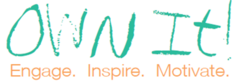 OWN It!
Engage. Inspire. Motivate.